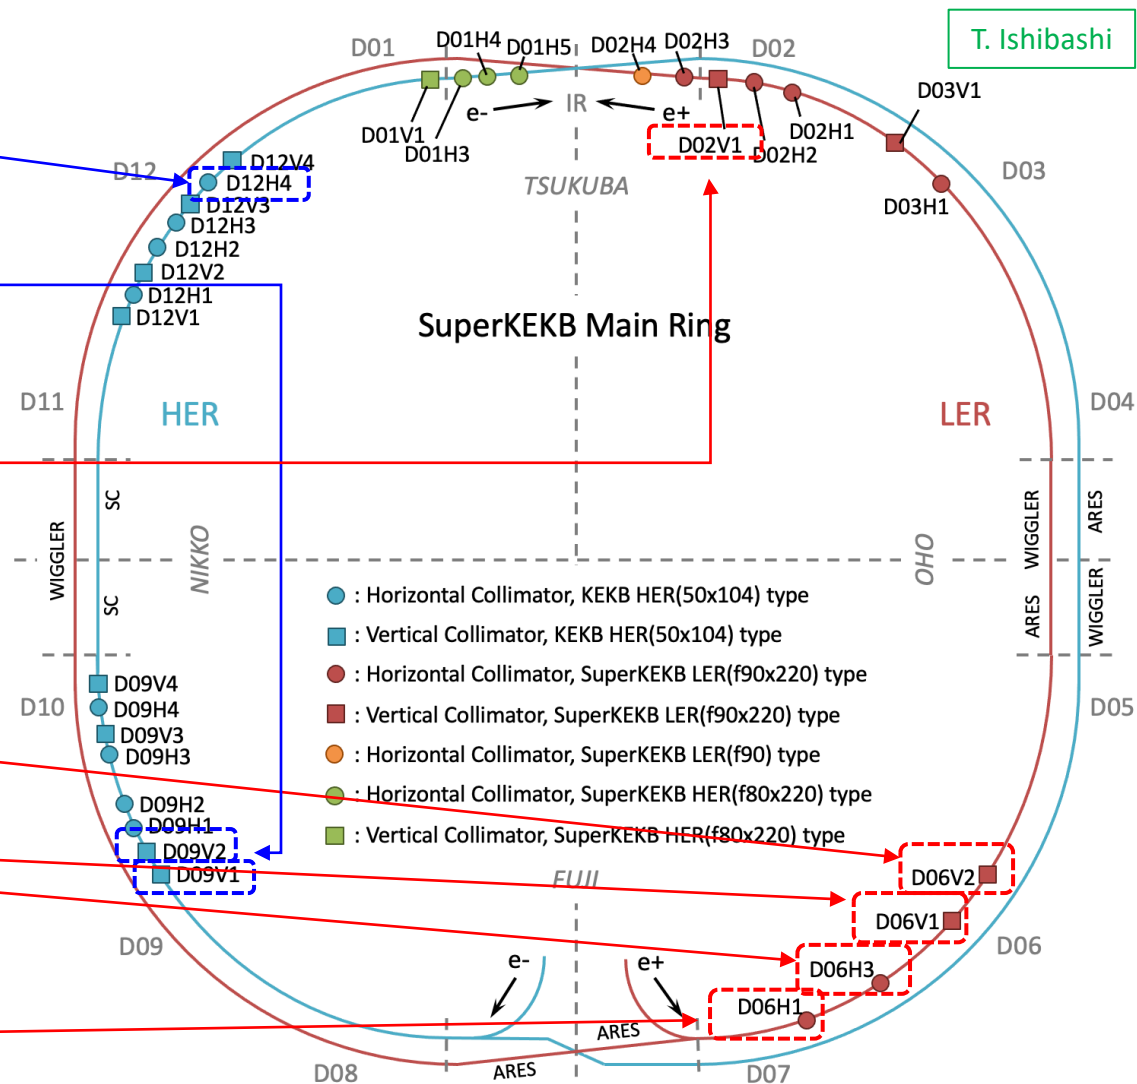 T. Ishibashi
D01
D01H4
D01H5
D02H4
D02H3
D02
D03V1
IR
e-
e+
D01V1
D01H3
D02V1
D02H2
D02H1
D12
D12V4
D12H4
D12V3
D12H3
D12H2
D12V2
D12H1
D12V1
TSUKUBA
D03
D03H1
SuperKEKB Main Ring
D11
HER
LER
D04
SC
WIGGLER
SC
NIKKO
OHO
WIGGLER
ARES
ARES
WIGGLER
: Horizontal Collimator, KEKB HER(50x104) type
: Vertical Collimator, KEKB HER(50x104) type
: Horizontal Collimator, SuperKEKB LER(f90x220) type
: Vertical Collimator, SuperKEKB LER(f90x220) type
: Horizontal Collimator, SuperKEKB LER(f90) type
: Horizontal Collimator, SuperKEKB HER(f80x220) type
: Vertical Collimator, SuperKEKB HER(f80x220) type
D10
D09V4
D09H4
D09V3
D09H3
D09H2
D09H1
D09V2
D09V1
D05
FUJI
D06V2
D06V1
D06H3
D06H1
D09
D06
e-
e+
ARES
ARES
D08
D07